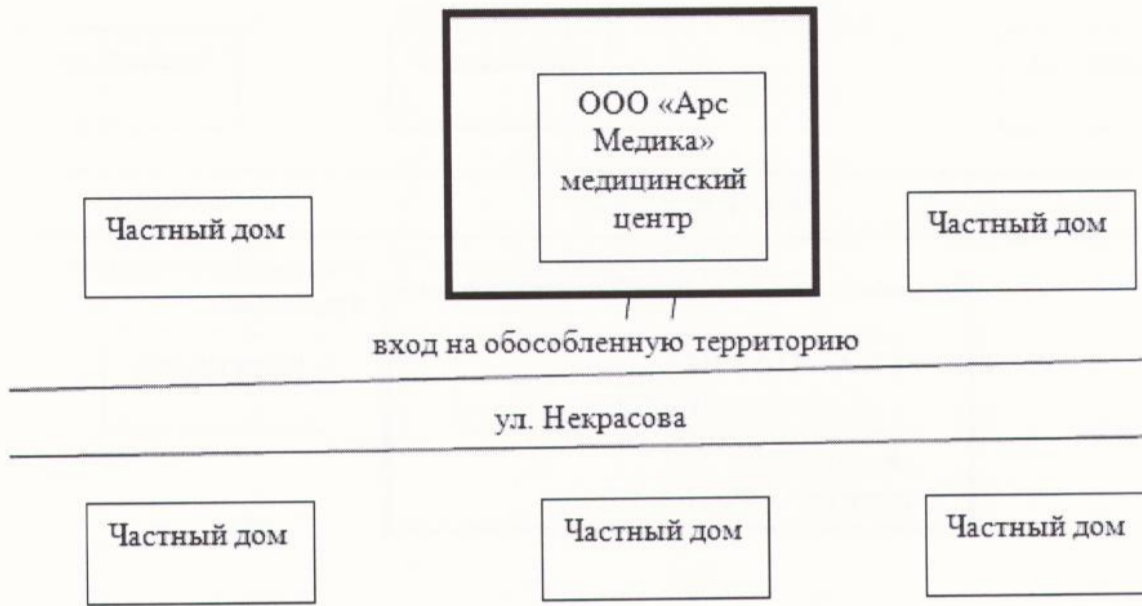 ООО «Арс
Медика»
медицинский
центр
Частный дом
Частный дом
вход на обособленную территорию
ул. Некрасова
Частный дом
Частный дом
Частный дом